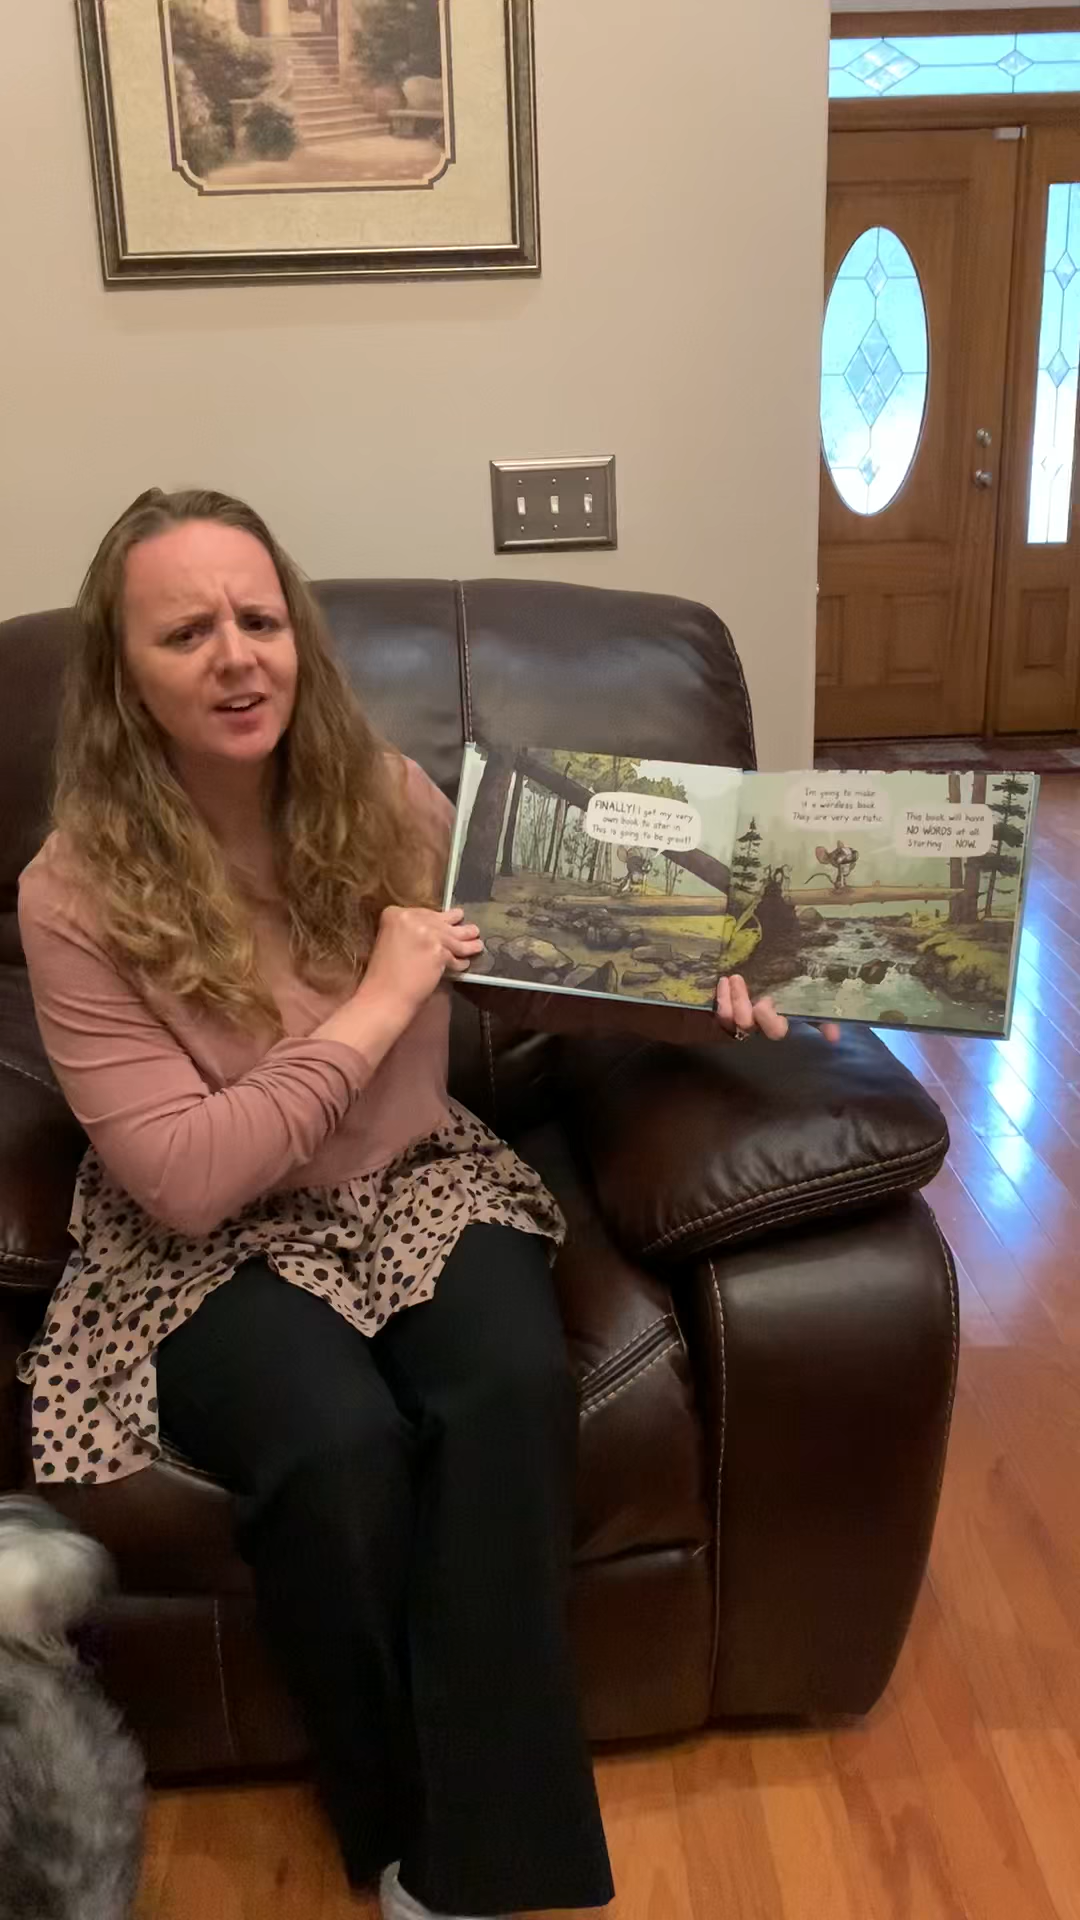 FINALLY! I get my very
own book to star in.
This is going to be great!
I'm going to make
it a wordless book.
They are very artistic.
This book will have
NO WORDS at all.
Starting... NOW.